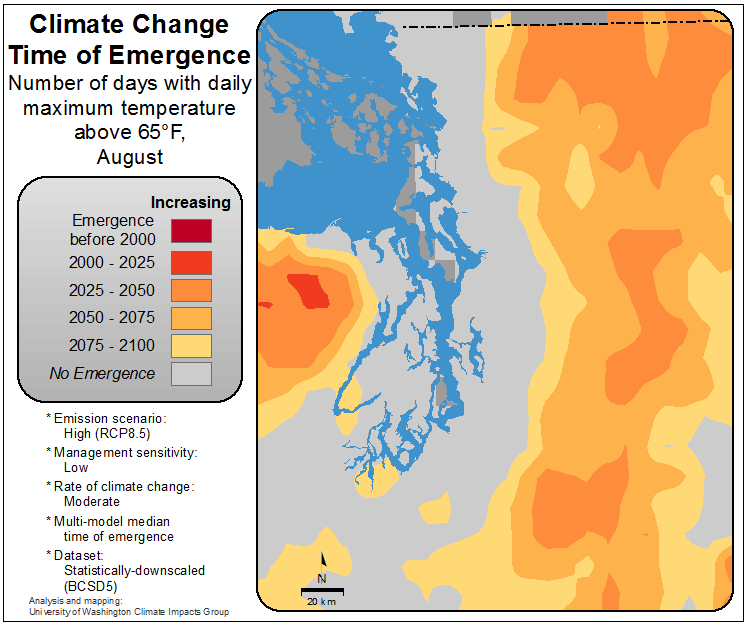 Climate Change
Time of Emergence
Number of days with daily
maximum temperature
above 65°F,
August
Increasing
Emergence
before 2000
2000 - 2025
2025 - 2050
2050 - 2075
2075 - 2100
No Emergence
* Emission scenario:
High (RCP8.5)
* Management sensitivity:
Low
* Rate of climate change:
Moderate
* Multi-model median
time of emergence
* Dataset:
Statistically-downscaled
(BCSD5)
Analysis and mapping:
University of Washington Climate Impacts Group
N
20 km